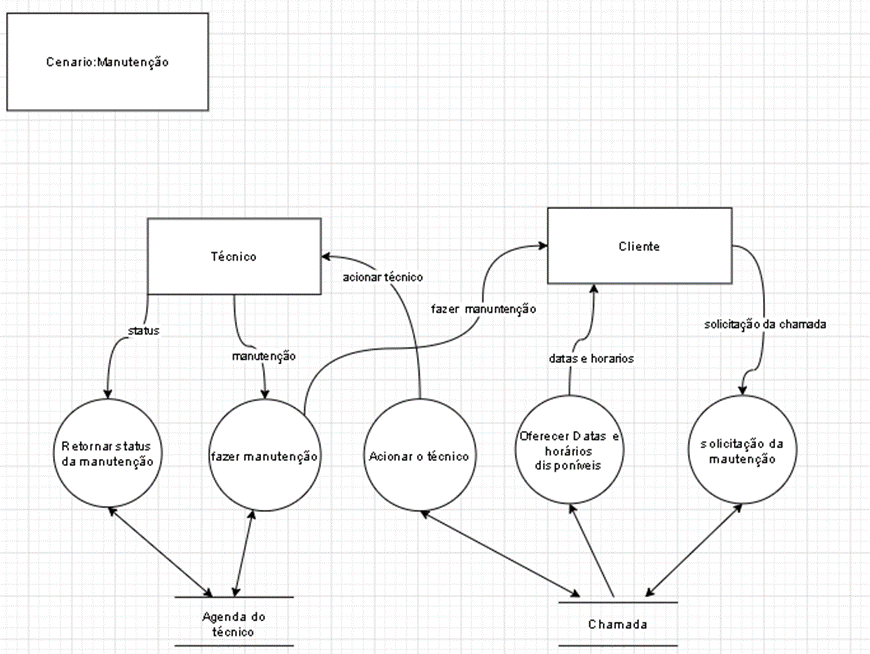 Cenario:Manutenção
Técnico
Cliente
acionar técnico
fazer manuntenção
status
manutenção
datas e horarios
solicitação da chamada
Retornar status
da manutenção
fazer manutenção
Acionar o técnico
Oferecer Datas e
horários
disponíveis
solicitação da
mautenção
Agenda do
técnico
Chamada